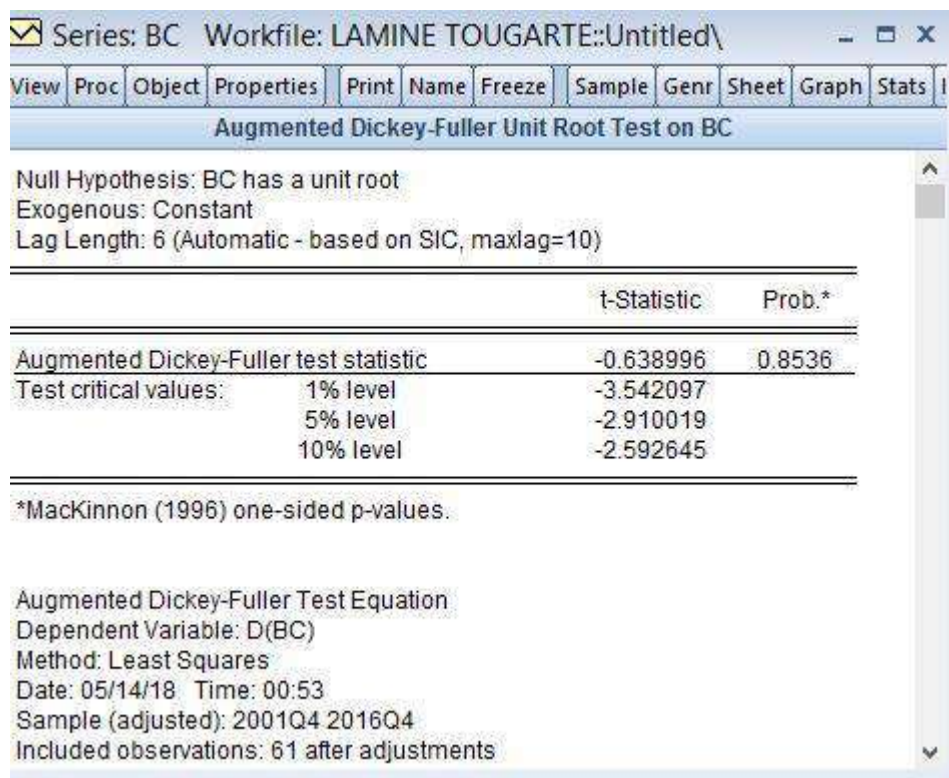 Series: BC Workfile: LAMINE TOUGARTE::Untitled\
View Proc Object Properties Print Name Freeze Sample Genr Sheet Graph Stats
Augmented Dickey-Fuller Unit Root Test on BC
Null Hypothesis: BC has a unit root
Exogenous: Constant
Lag Length: 6 (Automatic - based on SIC, maxlag=10)
t-Statistic Prob.*
Augmented Dickey-Fuller test statistic -0.638996 0.8536
Test critical values: 1% level -3.542097
5% level -2.910019
10% level -2.592645
*MacKinnon (1996) one-sided p-values.
Augmented Dickey-Fuller Test Equation
Dependent Variable: D(BC)
Method: Least Squares
Date: 05/14/18 Time: 00:53
Sample (adjusted): 2001Q4 2016Q4
Included observations: 61 after adjustments